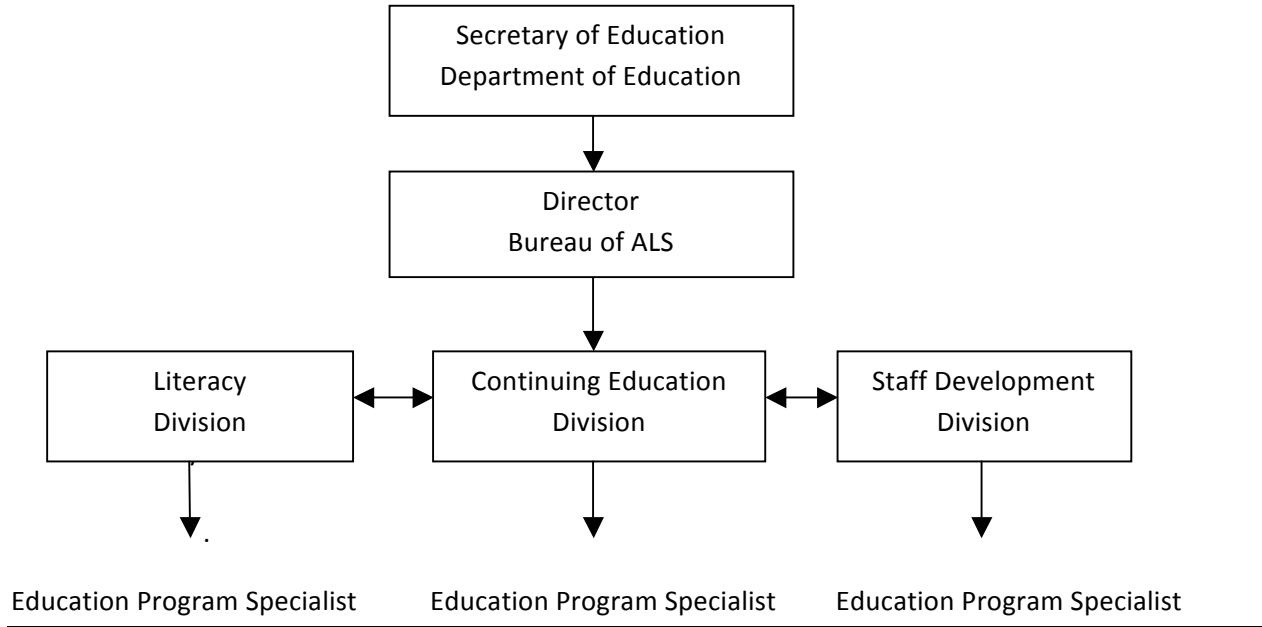 Secretary of Education
Department of Education
Director
Bureau of ALS
Literacy
Division
Continuing Education
Division
Staff Development
Division
.
Education Program Specialist
Education Program Specialist
Education Program Specialist